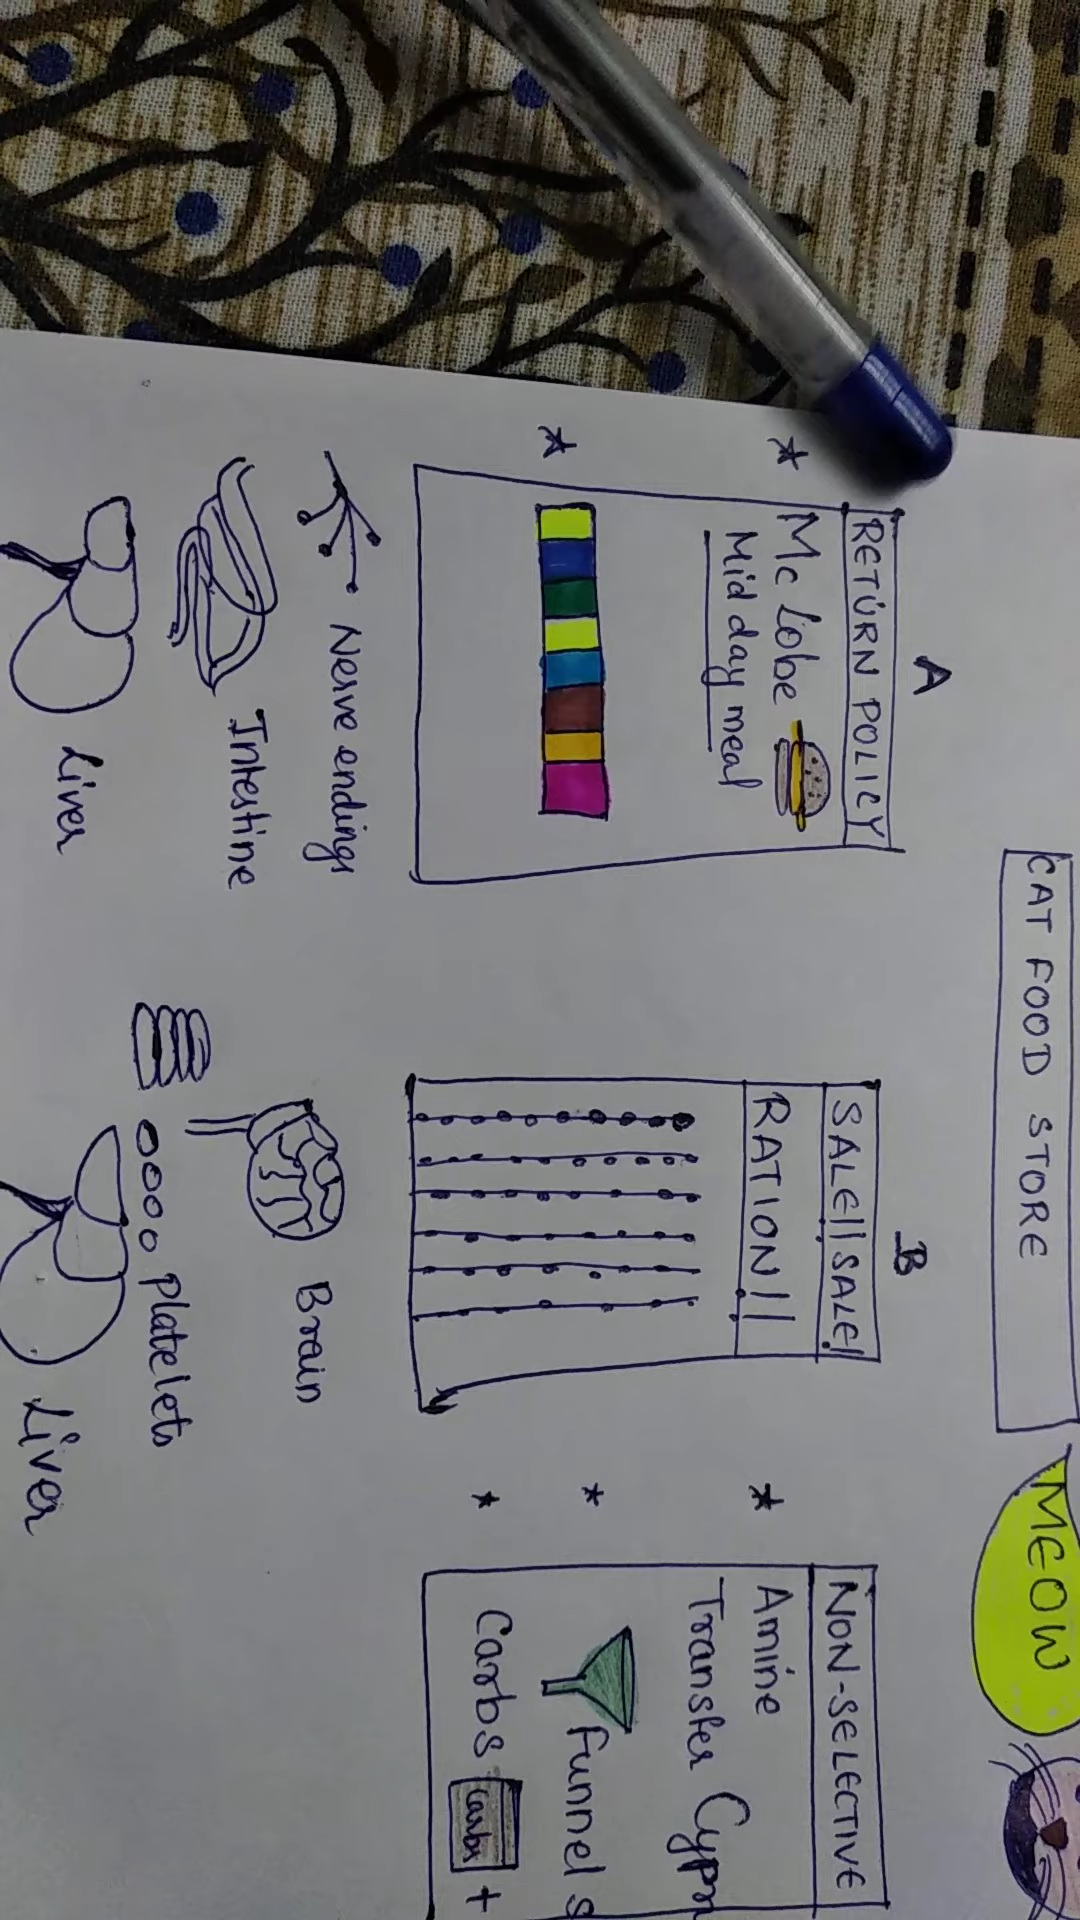 CAT FOOD STORE
MEOW
A
RETURN POLICY
Mc Lobe
Mid day meal
Nerve endings
Intestine
Liver
B
SALE!! SALE!
RATION!!
Brain
Platelets
Liver
NON-SELECTIVE
Amine
Transfer
Funnel
Carbs
Carbs
+